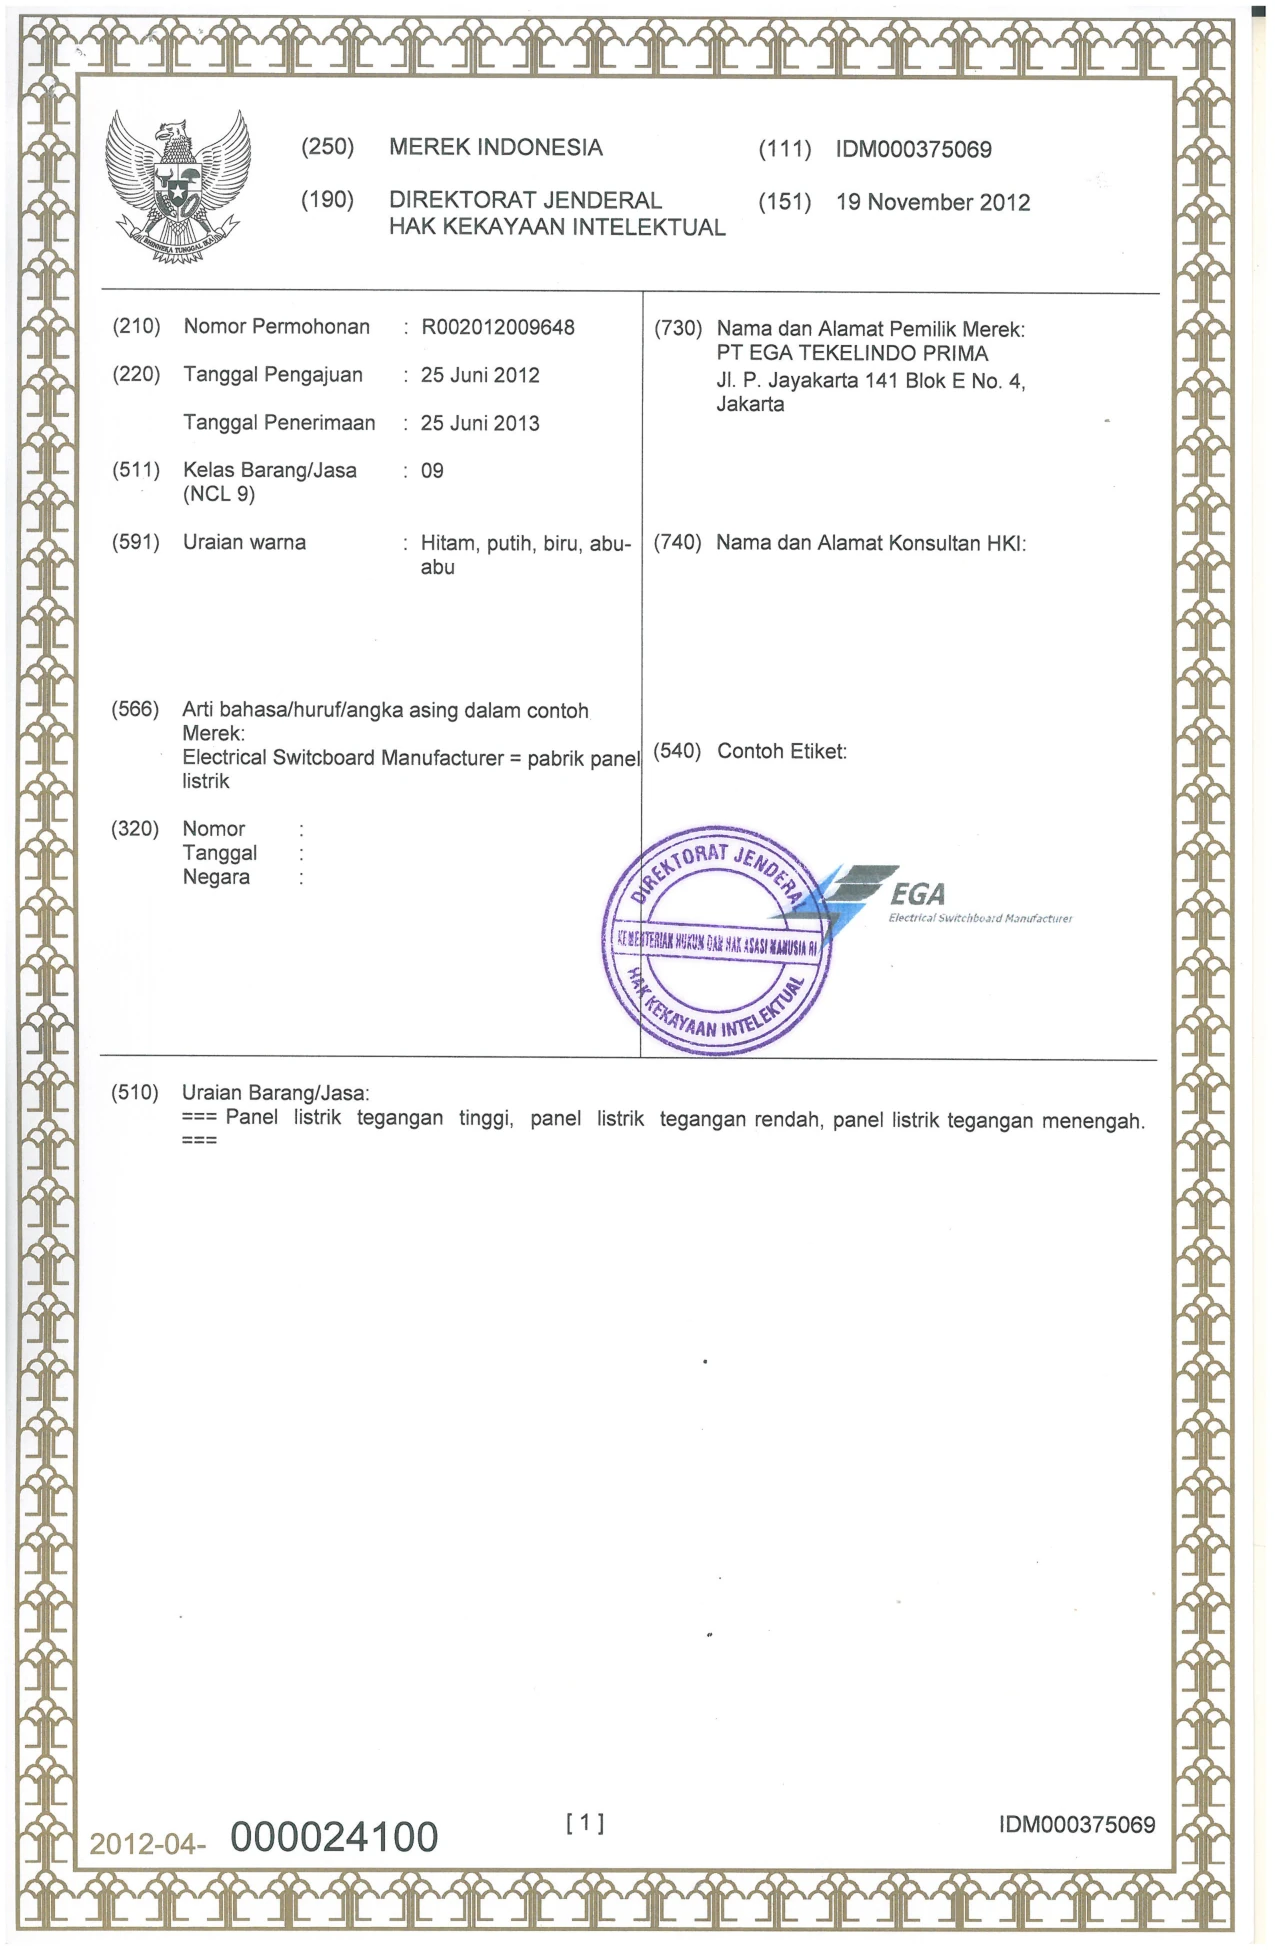 BHINNEKA TUNGGAL IKA
(250) MEREK INDONESIA
(111) IDM000375069
(190) DIREKTORAT JENDERAL
HAK KEKAYAAN INTELEKTUAL
(151) 19 November 2012
(210) Nomor Permohonan : R002012009648
(220) Tanggal Pengajuan : 25 Juni 2012
Tanggal Penerimaan : 25 Juni 2013
(511) Kelas Barang/Jasa : 09
(NCL 9)
(591) Uraian warna : Hitam, putih, biru, abu-
abu
(566) Arti bahasa/huruf/angka asing dalam contoh
Merek:
Electrical Switcboard Manufacturer = pabrik panel
listrik
(320) Nomor :
Tanggal :
Negara :
(730) Nama dan Alamat Pemilik Merek:
PT EGA TEKELINDO PRIMA
Jl. P. Jayakarta 141 Blok E No. 4,
Jakarta
(740) Nama dan Alamat Konsultan HKI:
(540) Contoh Etiket:
DIREKTORAT JENDERAL
KEMENTERIAN HUKUM DAN HAK ASASI MANUSIA RI
HAK KEKAYAAN INTELEKTUAL
EGA
Electrical Switchboard Manufacturer
(510) Uraian Barang/Jasa:
=== Panel listrik tegangan tinggi, panel listrik tegangan rendah, panel listrik tegangan menengah.
===
2012-04- 000024100
[ 1 ]
IDM000375069